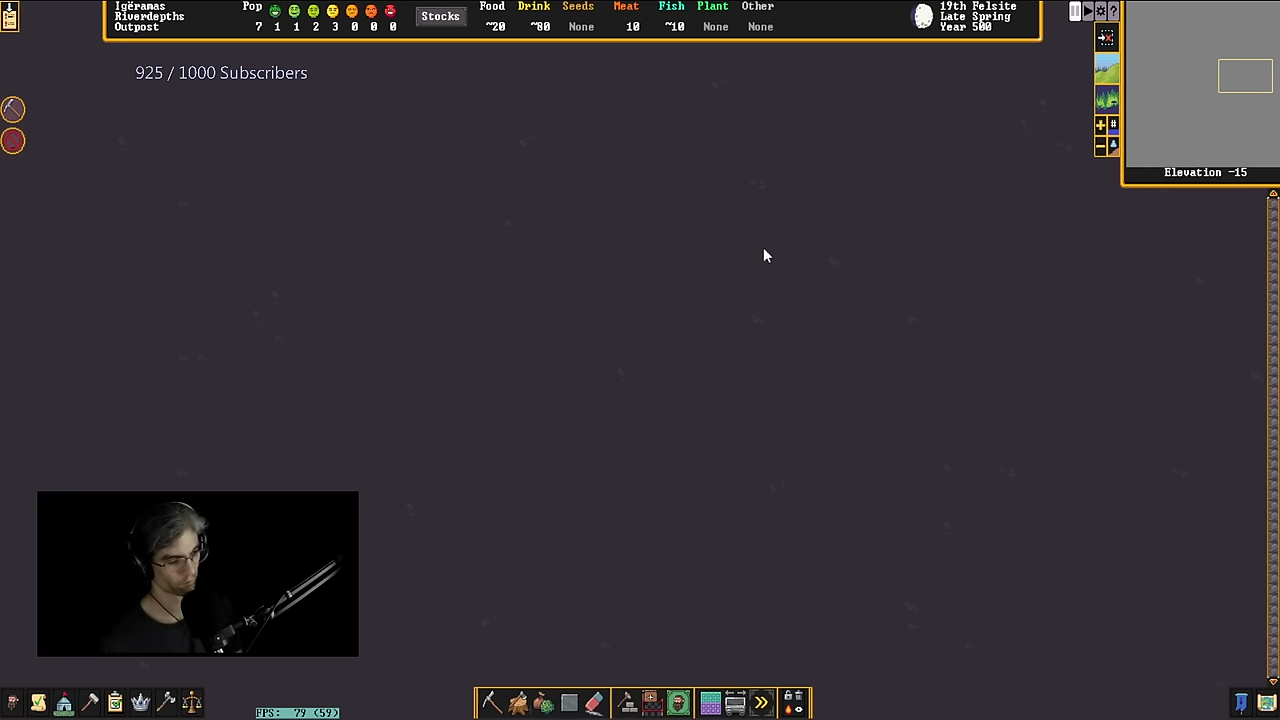 Igëramas
Riverdepths
Outpost
Pop
7 1 1 2 3 0 0 0
Stocks
Food Drink Seeds Meat Fish Plant Other
~20 ~80 None 10 ~10 None None
19th Felsite
Late Spring
Year 500
925 / 1000 Subscribers
Elevation -15
FPS: 79 (59)